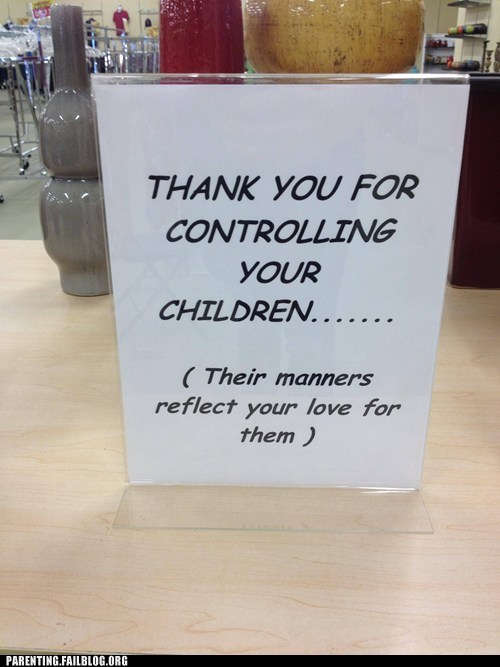 THANK YOU FOR
CONTROLLING
YOUR
CHILDREN.......
( Their manners
reflect your love for
them )
PARENTING.FAILBLOG.ORG